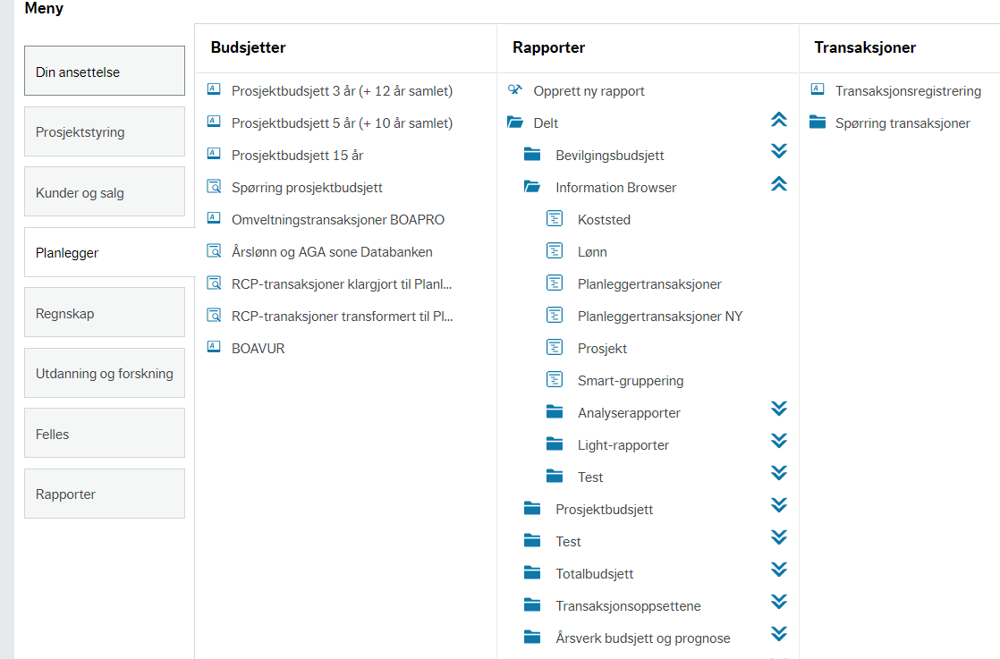 Meny
Din ansettelse
Prosjektstyring
Kunder og salg
Planlegger
Regnskap
Utdanning og forskning
Felles
Rapporter
Budsjetter
Prosjektbudsjett 3 år (+ 12 år samlet)
Prosjektbudsjett 5 år (+ 10 år samlet)
Prosjektbudsjett 15 år
Spørring prosjektbudsjett
Omveltningstransaksjoner BOAPRO
Årslønn og AGA sone Databanken
RCP-transaksjoner klargjort til Planl...
RCP-tranaksjoner transformert til Pl...
BOAVUR
Rapporter
Opprett ny rapport
Delt
Bevilgingsbudsjett
Information Browser
Koststed
Lønn
Planleggertransaksjoner
Planleggertransaksjoner NY
Prosjekt
Smart-gruppering
Analyserapporter
Light-rapporter
Test
Prosjektbudsjett
Test
Totalbudsjett
Transaksjonsoppsettene
Årsverk budsjett og prognose
Transaksjoner
Transaksjonsregistrering
Spørring transaksjoner